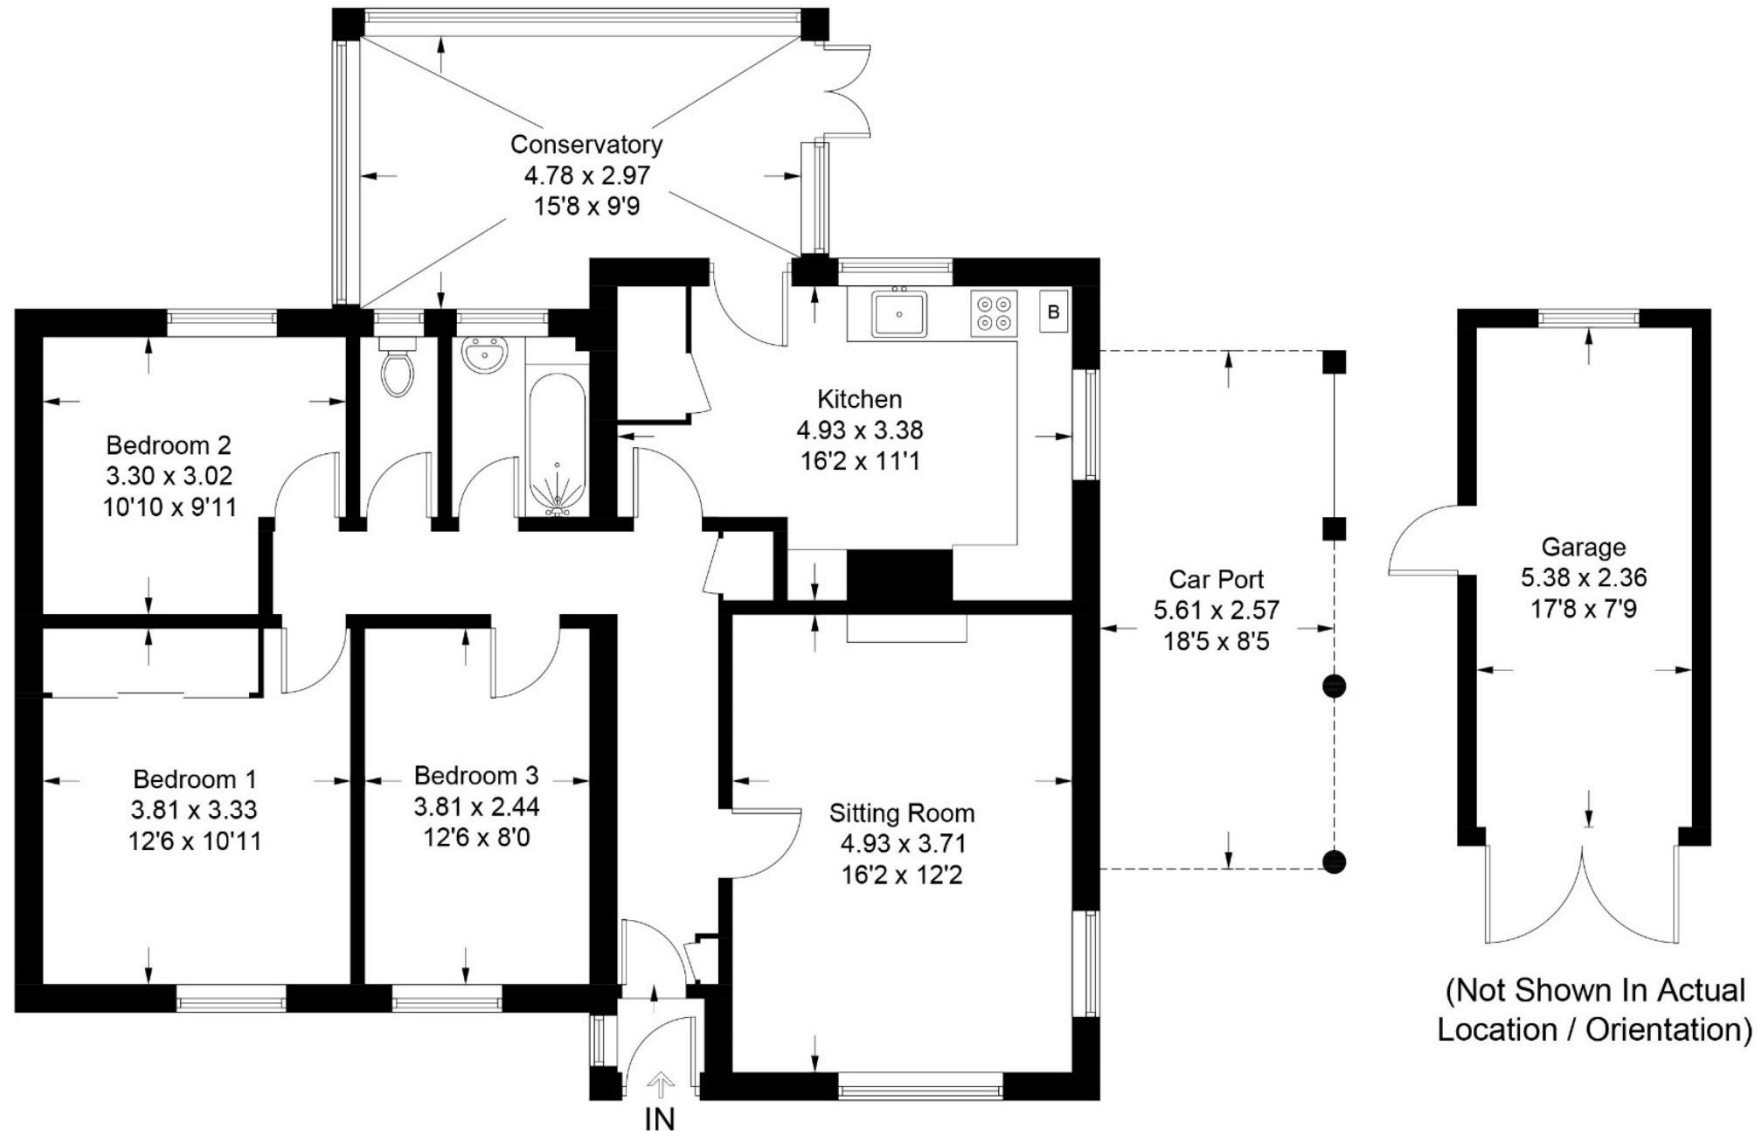 Conservatory
4.78 x 2.97
15'8 x 9'9
B
Kitchen
4.93 x 3.38
16'2 x 11'1
Bedroom 2
3.30 x 3.02
10'10 x 9'11
Car Port
5.61 x 2.57
18'5 x 8'5
Garage
5.38 x 2.36
17'8 x 7'9
Bedroom 1
3.81 x 3.33
12'6 x 10'11
Bedroom 3
3.81 x 2.44
12'6 x 8'0
Sitting Room
4.93 x 3.71
16'2 x 12'2
(Not Shown In Actual
Location / Orientation)
IN